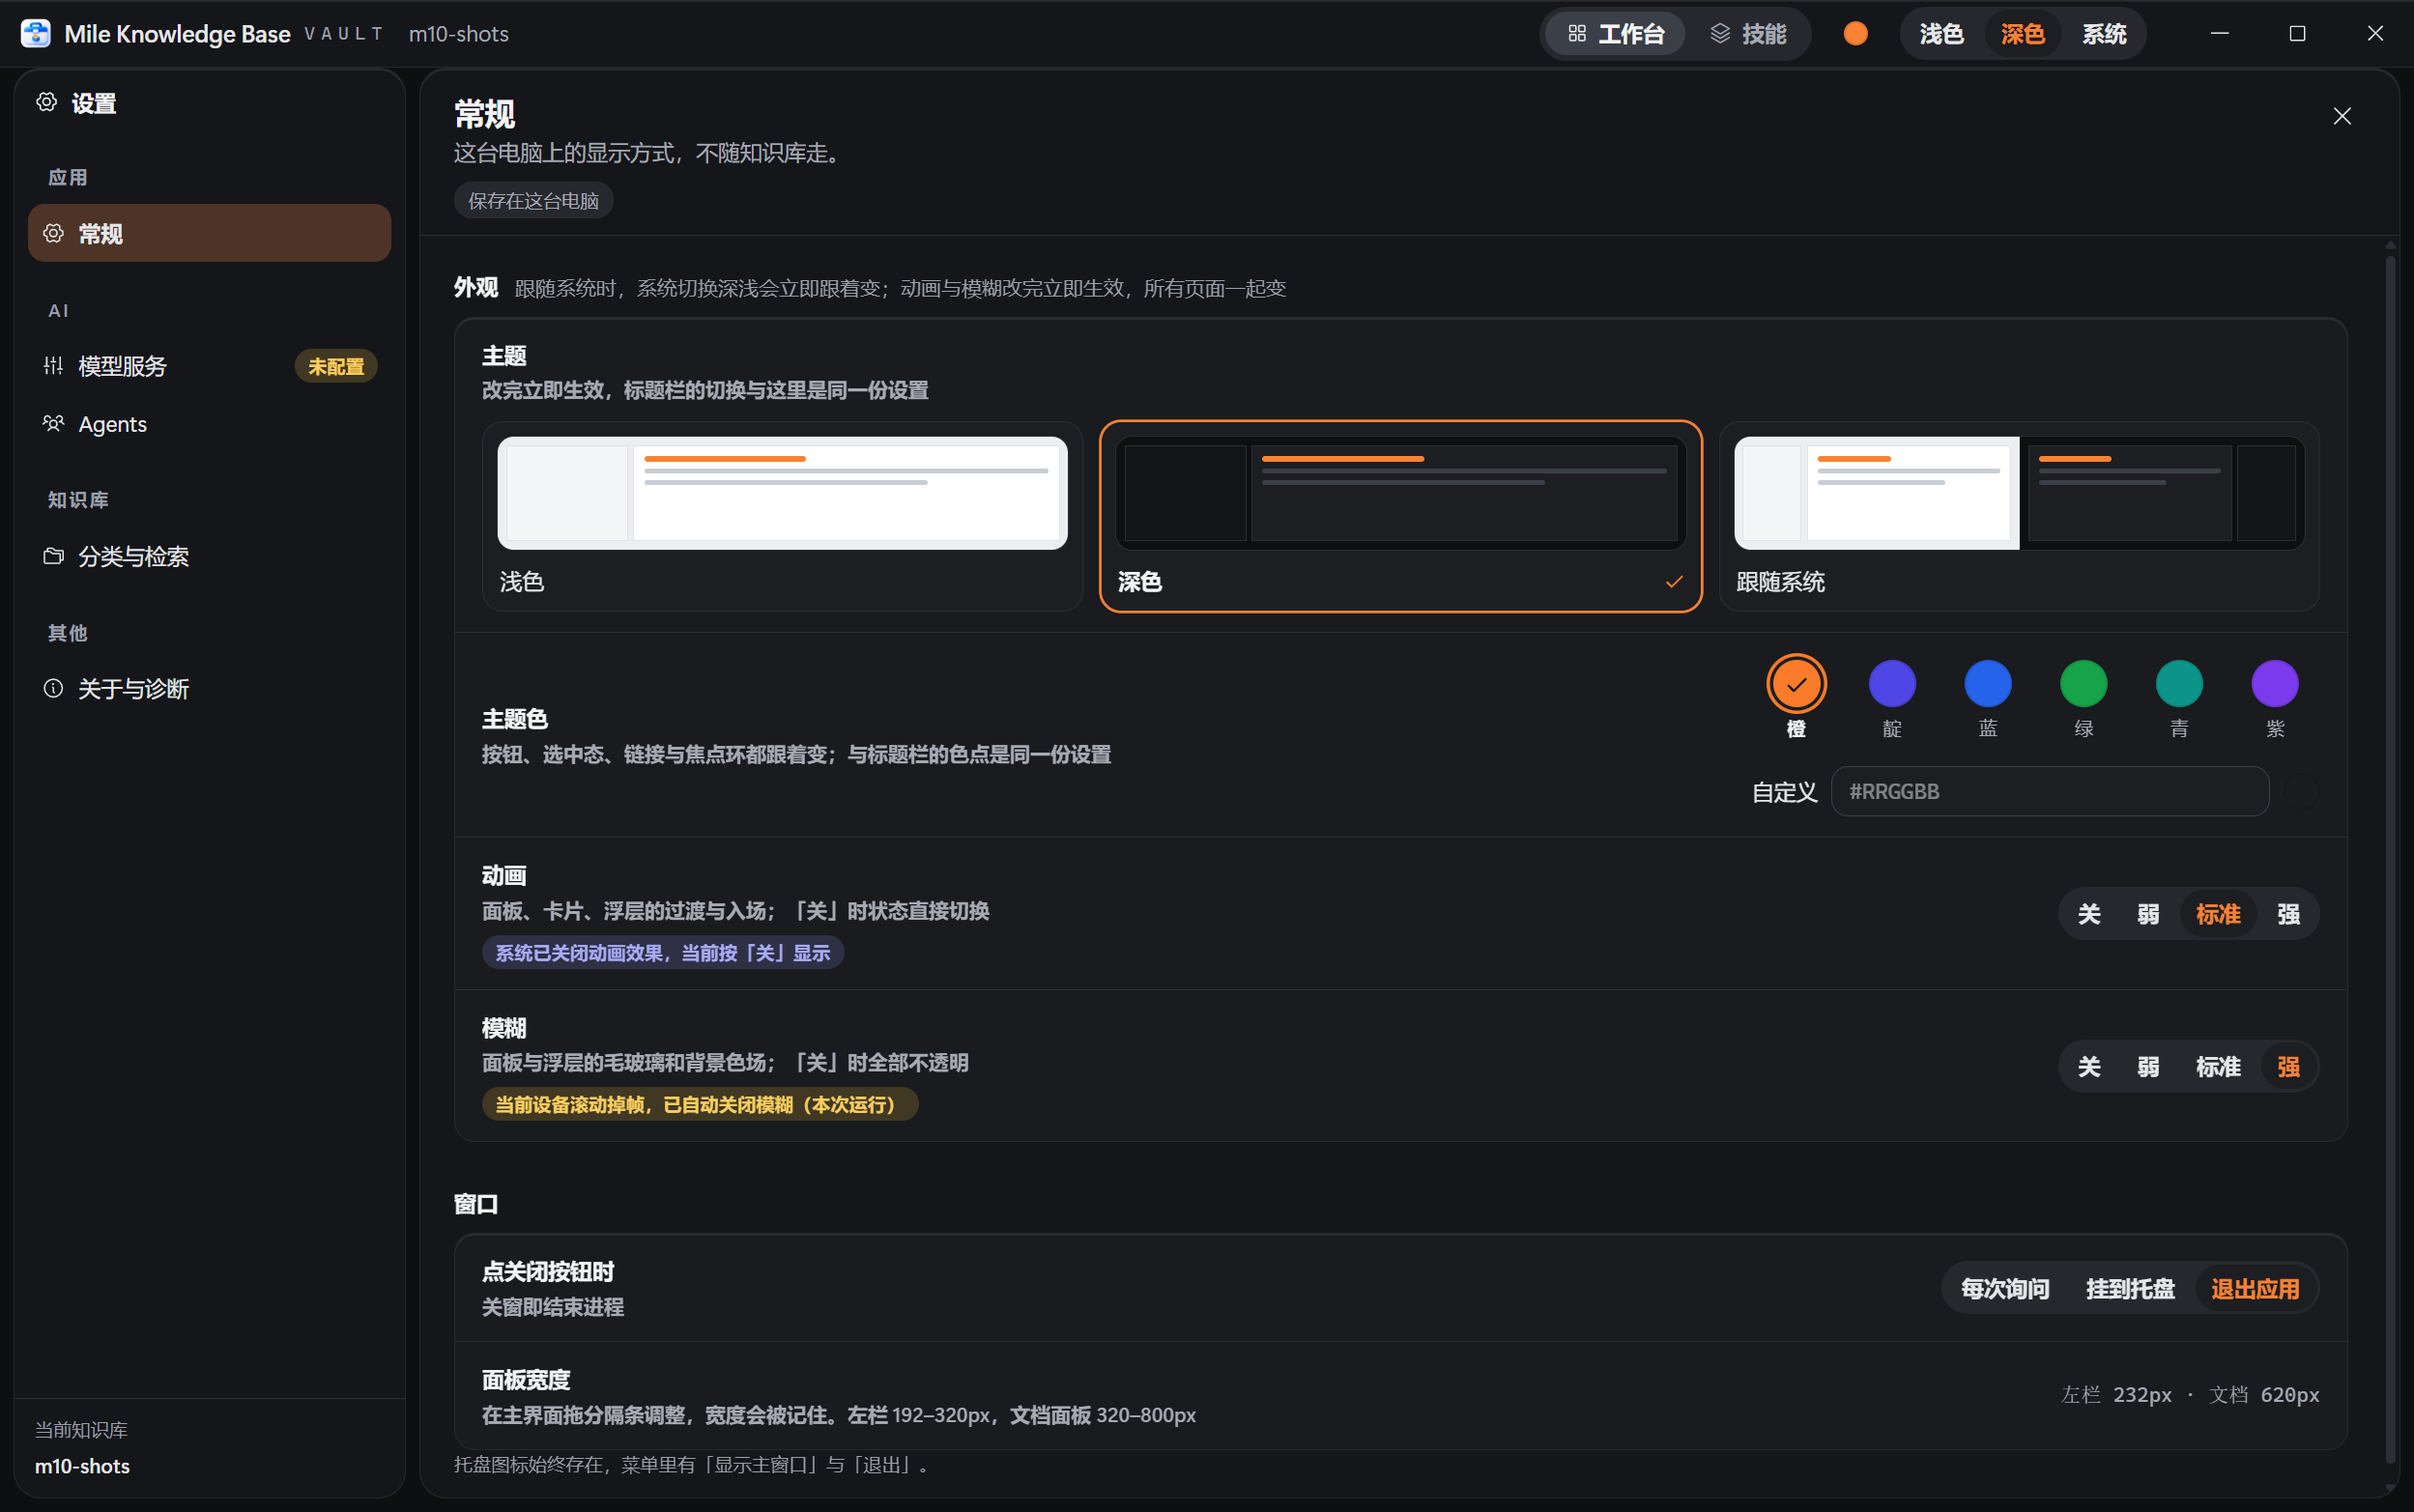 Mile Knowledge Base VAULT m10-shots
工作台 技能 浅色 深色 系统
设置
应用
常规
AI
模型服务 未配置
Agents
知识库
分类与检索
其他
关于与诊断
当前知识库
m10-shots
常规
这台电脑上的显示方式，不随知识库走。
保存在这台电脑
外观 跟随系统时，系统切换深浅会立即跟着变；动画与模糊改完立即生效，所有页面一起变
主题
改完立即生效，标题栏的切换与这里是同一份设置
浅色 深色 跟随系统
主题色
按钮、选中态、链接与焦点环都跟着变；与标题栏的色点是同一份设置
橙 靛 蓝 绿 青 紫
自定义 #RRGGBB
动画
面板、卡片、浮层的过渡与入场；「关」时状态直接切换
系统已关闭动画效果，当前按「关」显示
关 弱 标准 强
模糊
面板与浮层的毛玻璃和背景色场；「关」时全部不透明
当前设备滚动掉帧，已自动关闭模糊（本次运行）
关 弱 标准 强
窗口
点关闭按钮时
关窗即结束进程
每次询问 挂到托盘 退出应用
面板宽度
在主界面拖分隔条调整，宽度会被记住。左栏 192–320px，文档面板 320–800px
左栏 232px · 文档 620px
托盘图标始终存在，菜单里有「显示主窗口」与「退出」。